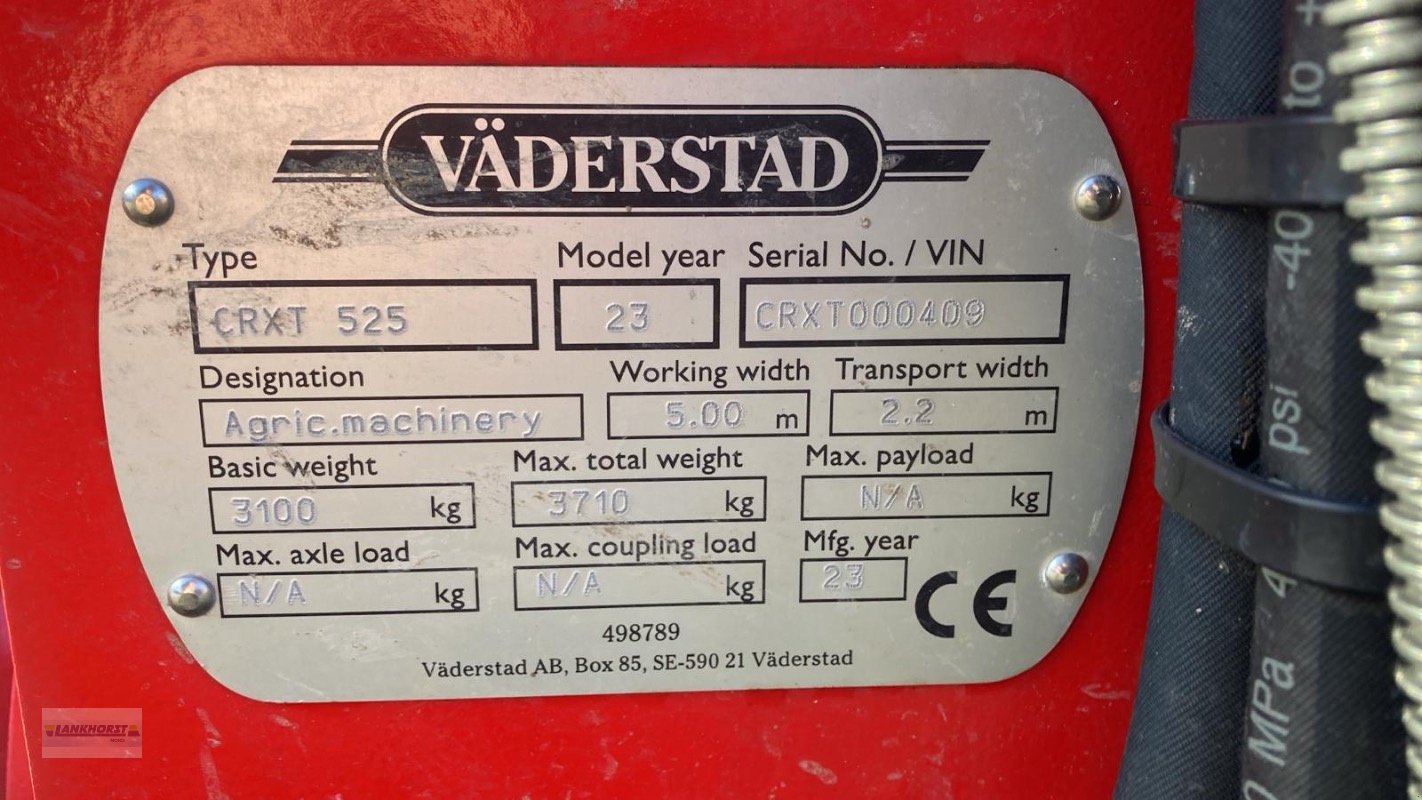 VÄDERSTAD
Type Model year Serial No. / VIN
CRXT 525 23 CRXT000409
Designation Working width Transport width
Agric.machinery 5.00 m 2.2 m
Basic weight Max. total weight Max. payload
3100 kg 3710 kg N/A kg
Max. axle load Max. coupling load Mfg. year
N/A kg N/A kg 23 CE
498789
Väderstad AB, Box 85, SE-590 21 Väderstad
LANKHORST
MPa
psi -40 to +